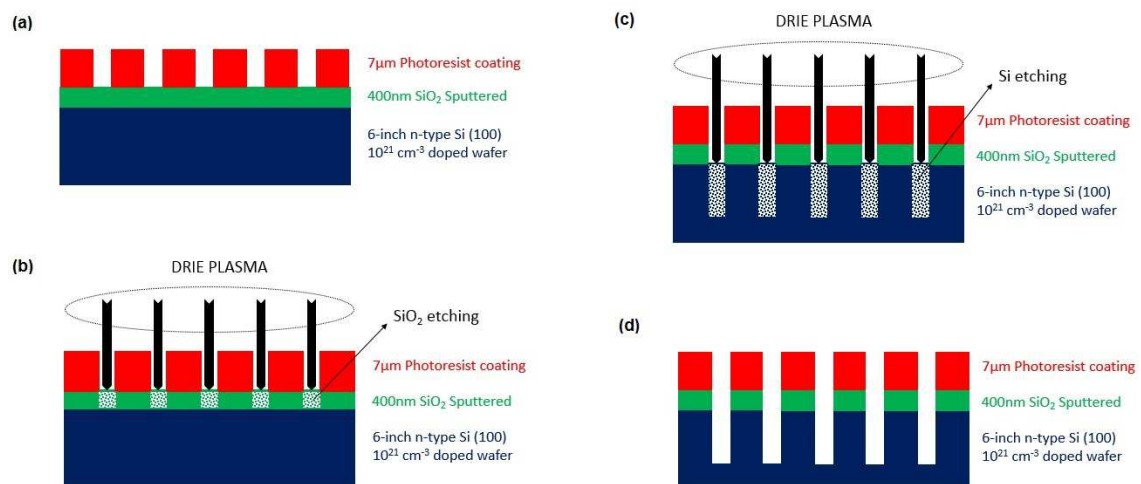 (a)
7µm Photoresist coating
400nm SiO2 Sputtered
6-inch n-type Si (100)
10²¹ cm⁻³ doped wafer
(b)
DRIE PLASMA
SiO2 etching
7µm Photoresist coating
400nm SiO2 Sputtered
6-inch n-type Si (100)
10²¹ cm⁻³ doped wafer
(c)
DRIE PLASMA
Si etching
7µm Photoresist coating
400nm SiO2 Sputtered
6-inch n-type Si (100)
10²¹ cm⁻³ doped wafer
(d)
7µm Photoresist coating
400nm SiO2 Sputtered
6-inch n-type Si (100)
10²¹ cm⁻³ doped wafer